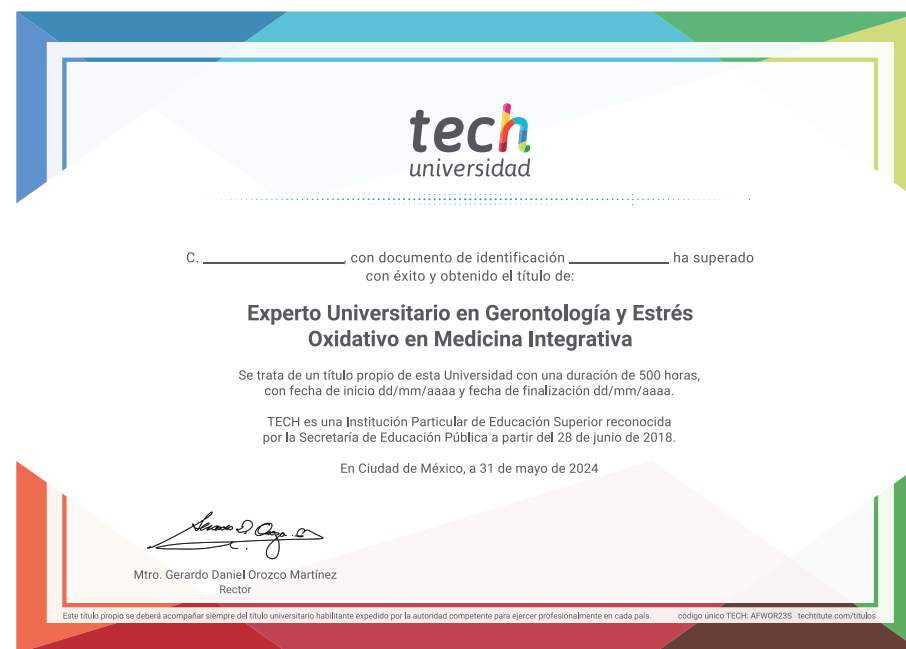 tech
universidad
C. ____________________, con documento de identificación ______________ ha superado
con éxito y obtenido el título de:
Experto Universitario en Gerontología y Estrés
Oxidativo en Medicina Integrativa
Se trata de un título propio de esta Universidad con una duración de 500 horas,
con fecha de inicio dd/mm/aaaa y fecha de finalización dd/mm/aaaa.
TECH es una Institución Particular de Educación Superior reconocida
por la Secretaría de Educación Pública a partir del 28 de junio de 2018.
En Ciudad de México, a 31 de mayo de 2024
Mtro. Gerardo Daniel Orozco Martínez
Rector
Este título propio se deberá acompañar siempre del título universitario habilitante expedido por la autoridad competente para ejercer profesionalmente en cada país. código único TECH: AFWOR23S techtitute.com/titulos